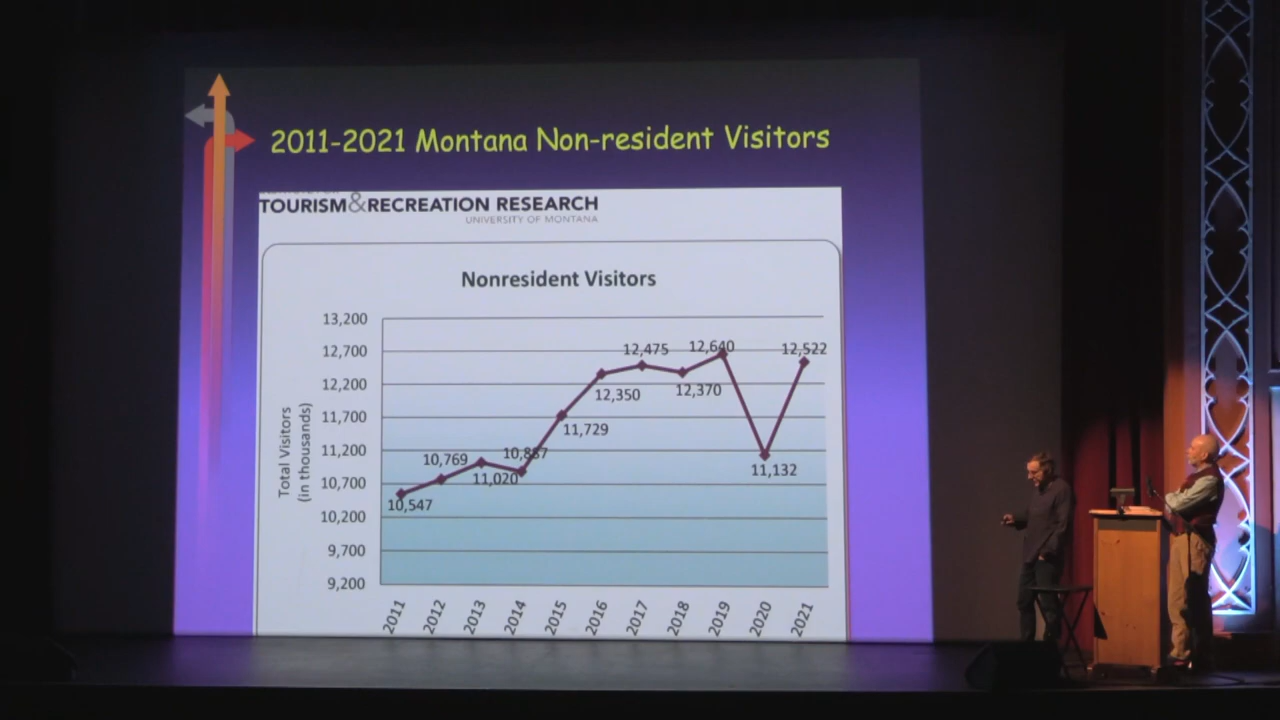 2011-2021 Montana Non-resident Visitors
TOURISM&RECREATION RESEARCH
UNIVERSITY OF MONTANA
Nonresident Visitors
13,200
12,700
12,200
11,700
11,200
10,700
10,200
9,700
9,200
Total Visitors
(in thousands)
10,547
10,769
11,020
10,887
11,729
12,350
12,475
12,370
12,640
11,132
12,522
2011 2012 2013 2014 2015 2016 2017 2018 2019 2020 2021